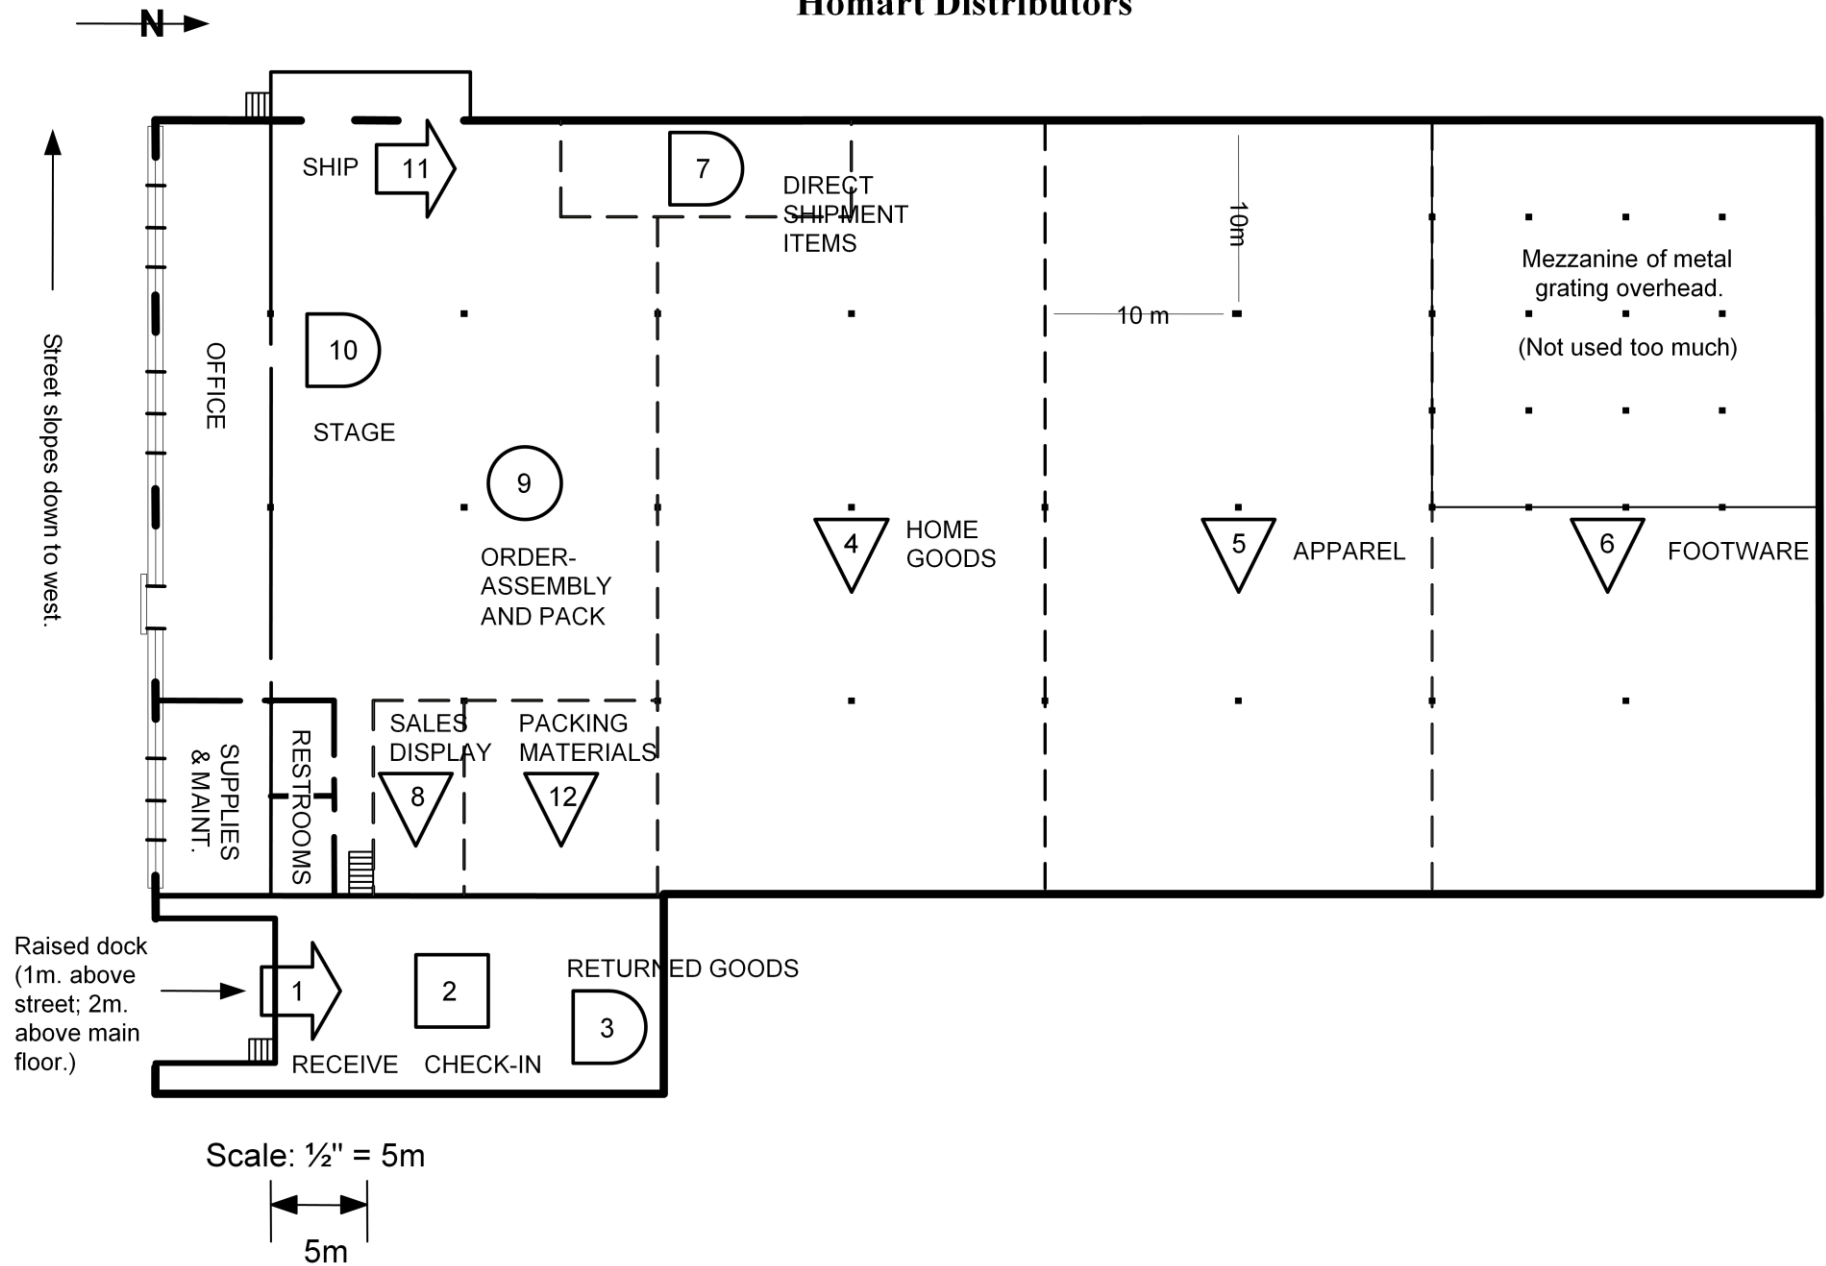 Homart Distributors
N
SHIP
11
7
DIRECT
SHIPMENT
ITEMS
10m
10 m
Mezzanine of metal
grating overhead.
(Not used too much)
Street slopes down to west.
OFFICE
10
STAGE
9
ORDER-
ASSEMBLY
AND PACK
4
HOME
GOODS
5
APPAREL
6
FOOTWARE
SUPPLIES
& MAINT.
RESTROOMS
SALES
DISPLAY
8
PACKING
MATERIALS
12
Raised dock
(1m. above
street; 2m.
above main
floor.)
1
RECEIVE
2
CHECK-IN
RETURNED GOODS
3
Scale: ½" = 5m
5m